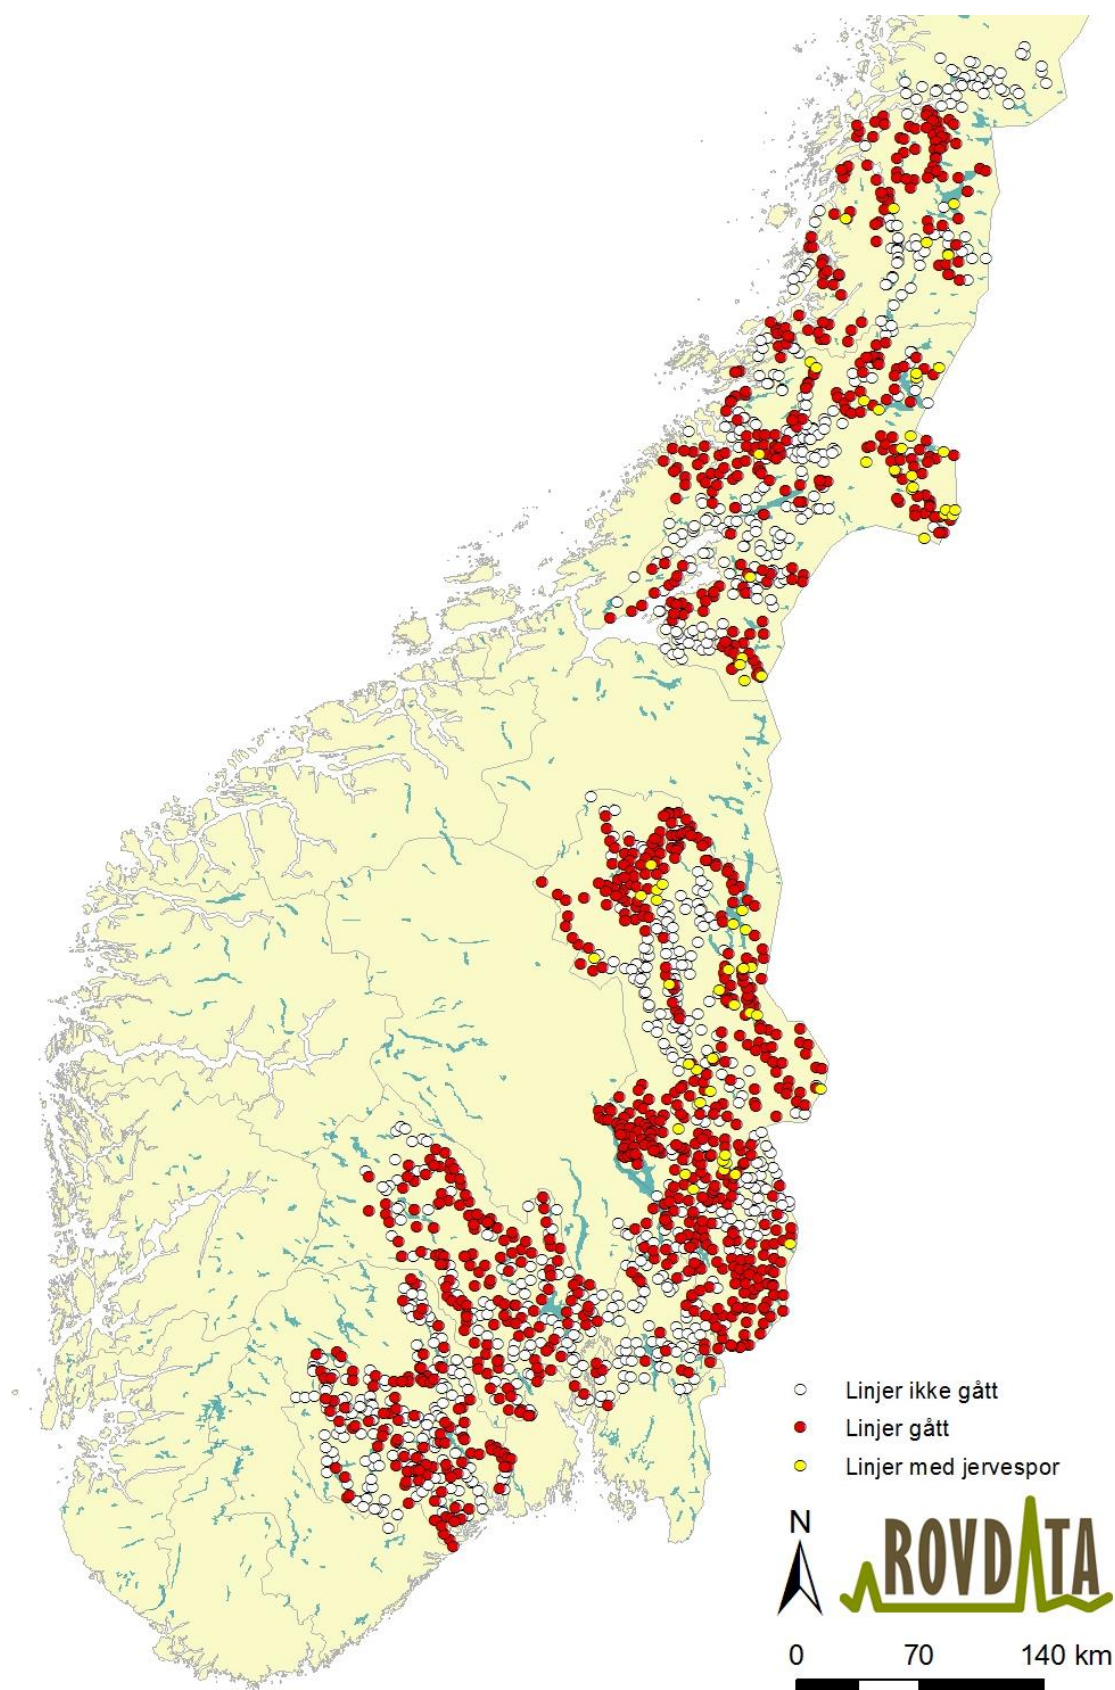 Linjer ikke gått
Linjer gått
Linjer med jervespor
N
ROVDATA
0 70 140 km